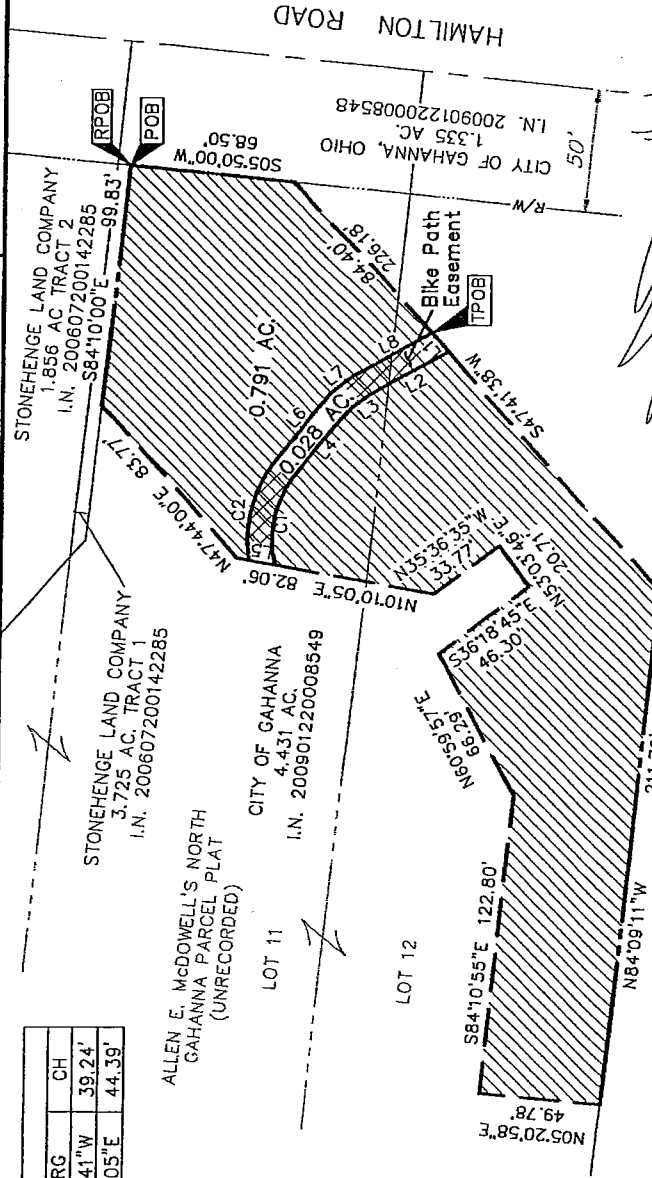 HAMILTON ROAD
RPOB
POB
STONEHENGE LAND COMPANY
1.856 AC TRACT 2
I.N. 200607200142285
S84°10'00"E
99.83'
S05°50'00"W
68.50'
CITY OF GAHANNA, OHIO
1.335 AC.
I.N. 200901220008548
50'
R/W
84°40'
226.18'
Bike Path
Easement
TPOB
S47°41'38"W
0.791 AC.
0.028 AC.
L1
L2
L3
L4
L5
L6
L7
L8
C1
C2
N47°44'00"E 83.77'
N10°10'05"E 82.06'
N35°36'35"W
33.77'
N53°03'46"E
20.71'
S36°18'45"E
46.30'
N60°59'57"E
66.29'
STONEHENGE LAND COMPANY
3.725 AC. TRACT 1
I.N. 200607200142285
CITY OF GAHANNA
4.431 AC.
I.N. 200901220008549
ALLEN E. McDOWELL'S NORTH
GAHANNA PARCEL PLAT
(UNRECORDED)
LOT 11
LOT 12
S84°10'55"E 122.80'
N84°09'11"W
N05°20'58"E
49.78'
RG CH
41"W 39.24'
05"E 44.39'